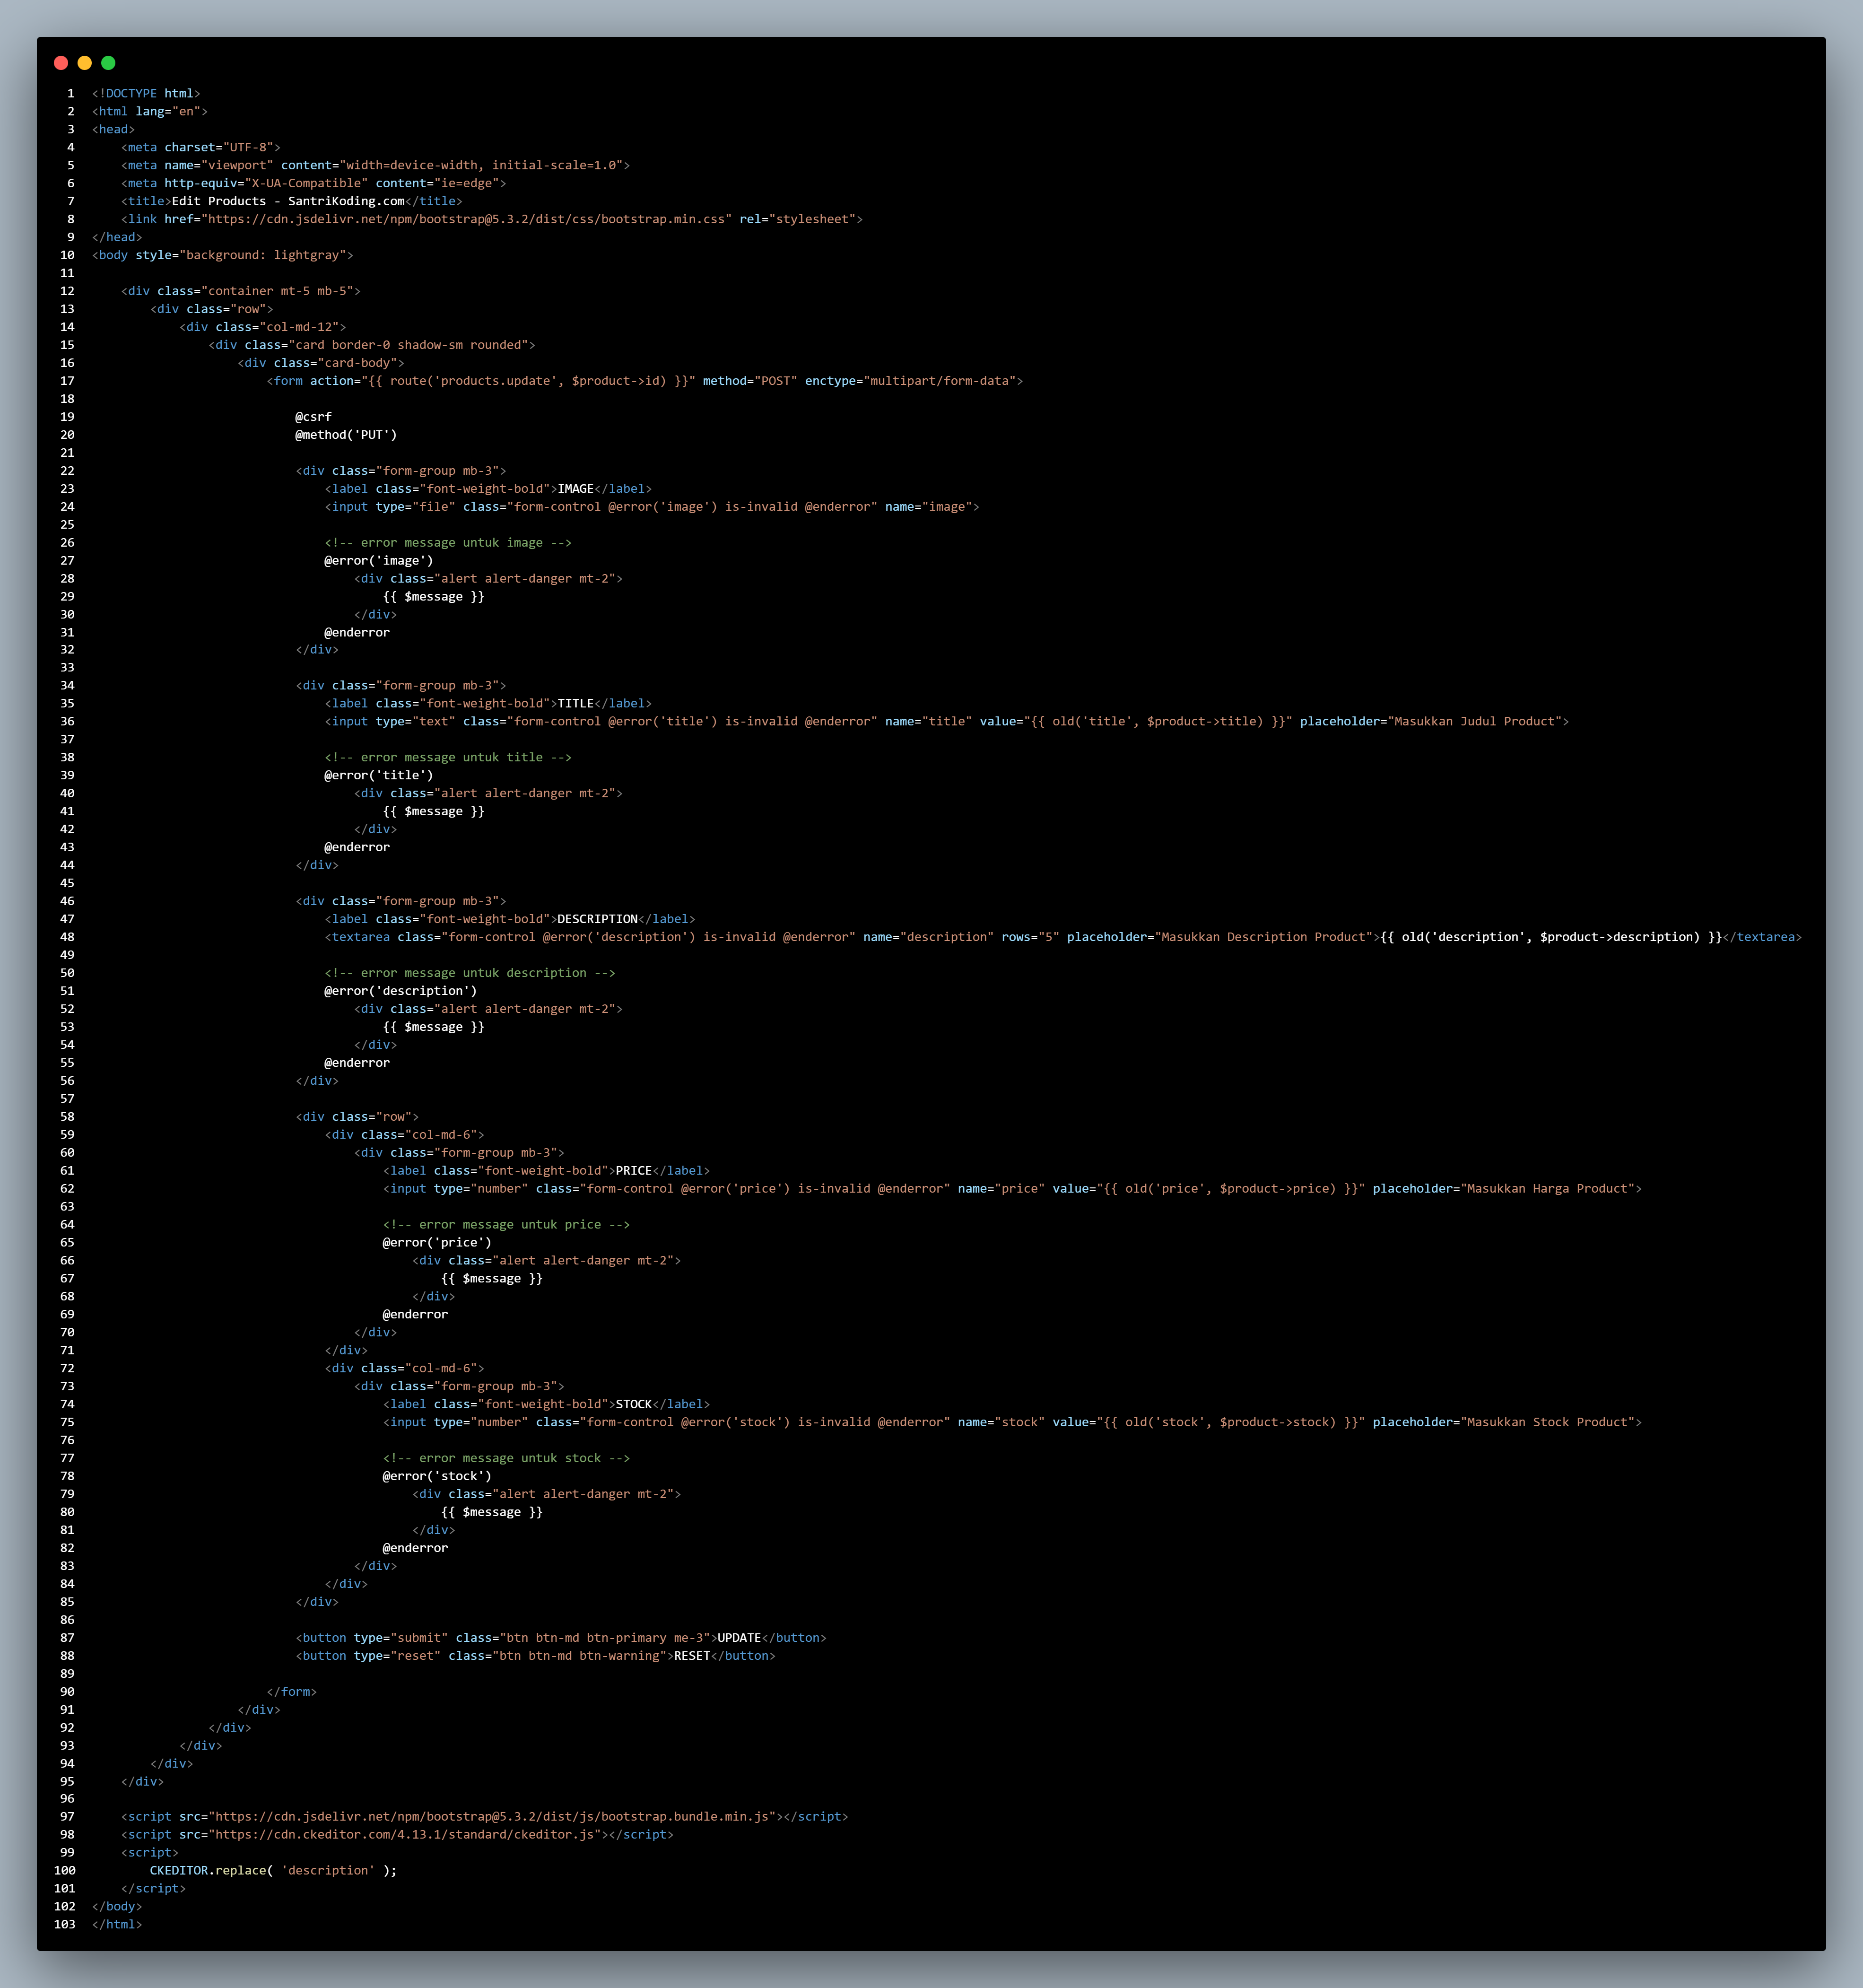 1 <!DOCTYPE html>
2 <html lang="en">
3 <head>
4     <meta charset="UTF-8">
5     <meta name="viewport" content="width=device-width, initial-scale=1.0">
6     <meta http-equiv="X-UA-Compatible" content="ie=edge">
7     <title>Edit Products - SantriKoding.com</title>
8     <link href="https://cdn.jsdelivr.net/npm/bootstrap@5.3.2/dist/css/bootstrap.min.css" rel="stylesheet">
9 </head>
10 <body style="background: lightgray">
11
12     <div class="container mt-5 mb-5">
13         <div class="row">
14             <div class="col-md-12">
15                 <div class="card border-0 shadow-sm rounded">
16                     <div class="card-body">
17                         <form action="{{ route('products.update', $product->id) }}" method="POST" enctype="multipart/form-data">
18
19                             @csrf
20                             @method('PUT')
21
22                             <div class="form-group mb-3">
23                                 <label class="font-weight-bold">IMAGE</label>
24                                 <input type="file" class="form-control @error('image') is-invalid @enderror" name="image">
25
26                                 <!-- error message untuk image -->
27                                 @error('image')
28                                     <div class="alert alert-danger mt-2">
29                                         {{ $message }}
30                                     </div>
31                                 @enderror
32                             </div>
33
34                             <div class="form-group mb-3">
35                                 <label class="font-weight-bold">TITLE</label>
36                                 <input type="text" class="form-control @error('title') is-invalid @enderror" name="title" value="{{ old('title', $product->title) }}" placeholder="Masukkan Judul Product">
37
38                                 <!-- error message untuk title -->
39                                 @error('title')
40                                     <div class="alert alert-danger mt-2">
41                                         {{ $message }}
42                                     </div>
43                                 @enderror
44                             </div>
45
46                             <div class="form-group mb-3">
47                                 <label class="font-weight-bold">DESCRIPTION</label>
48                                 <textarea class="form-control @error('description') is-invalid @enderror" name="description" rows="5" placeholder="Masukkan Description Product">{{ old('description', $product->description) }}</textarea>
49
50                                 <!-- error message untuk description -->
51                                 @error('description')
52                                     <div class="alert alert-danger mt-2">
53                                         {{ $message }}
54                                     </div>
55                                 @enderror
56                             </div>
57
58                             <div class="row">
59                                 <div class="col-md-6">
60                                     <div class="form-group mb-3">
61                                         <label class="font-weight-bold">PRICE</label>
62                                         <input type="number" class="form-control @error('price') is-invalid @enderror" name="price" value="{{ old('price', $product->price) }}" placeholder="Masukkan Harga Product">
63
64                                         <!-- error message untuk price -->
65                                         @error('price')
66                                             <div class="alert alert-danger mt-2">
67                                                 {{ $message }}
68                                             </div>
69                                         @enderror
70                                     </div>
71                                 </div>
72                                 <div class="col-md-6">
73                                     <div class="form-group mb-3">
74                                         <label class="font-weight-bold">STOCK</label>
75                                         <input type="number" class="form-control @error('stock') is-invalid @enderror" name="stock" value="{{ old('stock', $product->stock) }}" placeholder="Masukkan Stock Product">
76
77                                         <!-- error message untuk stock -->
78                                         @error('stock')
79                                             <div class="alert alert-danger mt-2">
80                                                 {{ $message }}
81                                             </div>
82                                         @enderror
83                                     </div>
84                                 </div>
85                             </div>
86
87                             <button type="submit" class="btn btn-md btn-primary me-3">UPDATE</button>
88                             <button type="reset" class="btn btn-md btn-warning">RESET</button>
89
90                         </form>
91                     </div>
92                 </div>
93             </div>
94         </div>
95     </div>
96
97     <script src="https://cdn.jsdelivr.net/npm/bootstrap@5.3.2/dist/js/bootstrap.bundle.min.js"></script>
98     <script src="https://cdn.ckeditor.com/4.13.1/standard/ckeditor.js"></script>
99     <script>
100         CKEDITOR.replace( 'description' );
101     </script>
102 </body>
103 </html>